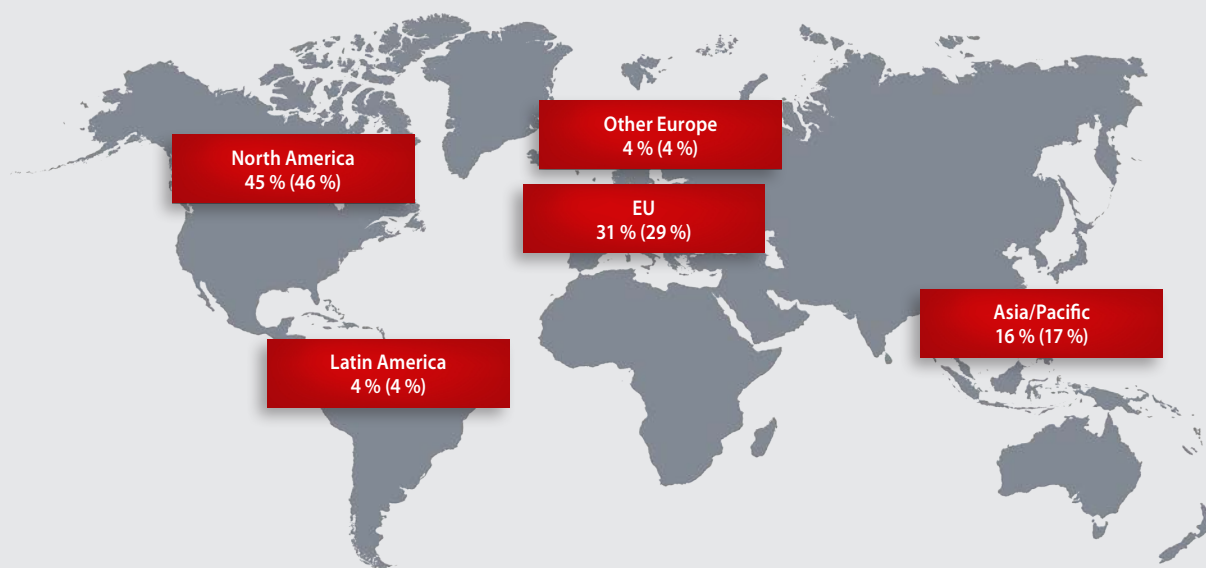 Other Europe
4 % (4 %)
North America
45 % (46 %)
EU
31 % (29 %)
Asia/Pacific
16 % (17 %)
Latin America
4 % (4 %)